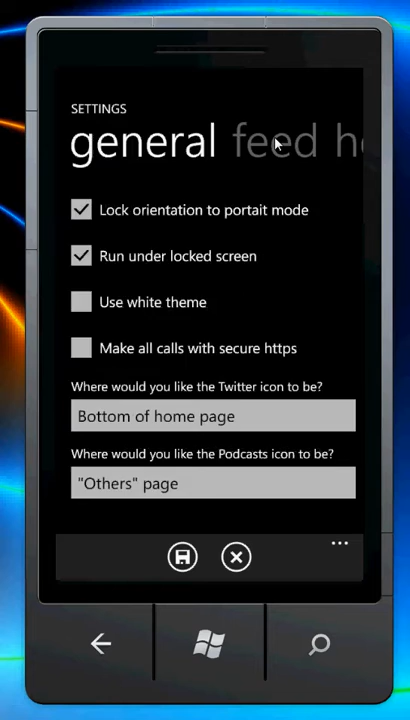 SETTINGS
general feed
Lock orientation to portait mode
Run under locked screen
Use white theme
Make all calls with secure https
Where would you like the Twitter icon to be?
Bottom of home page
Where would you like the Podcasts icon to be?
"Others" page